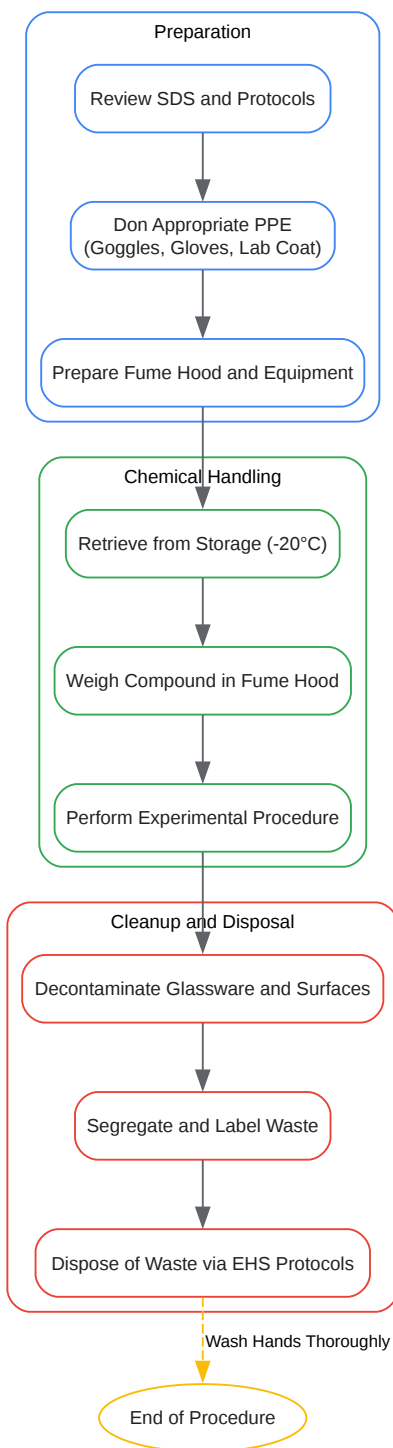 Preparation
Review SDS and Protocols
Don Appropriate PPE
(Goggles, Gloves, Lab Coat)
Prepare Fume Hood and Equipment
Chemical Handling
Retrieve from Storage (-20°C)
Weigh Compound in Fume Hood
Perform Experimental Procedure
Cleanup and Disposal
Decontaminate Glassware and Surfaces
Segregate and Label Waste
Dispose of Waste via EHS Protocols
Wash Hands Thoroughly
End of Procedure